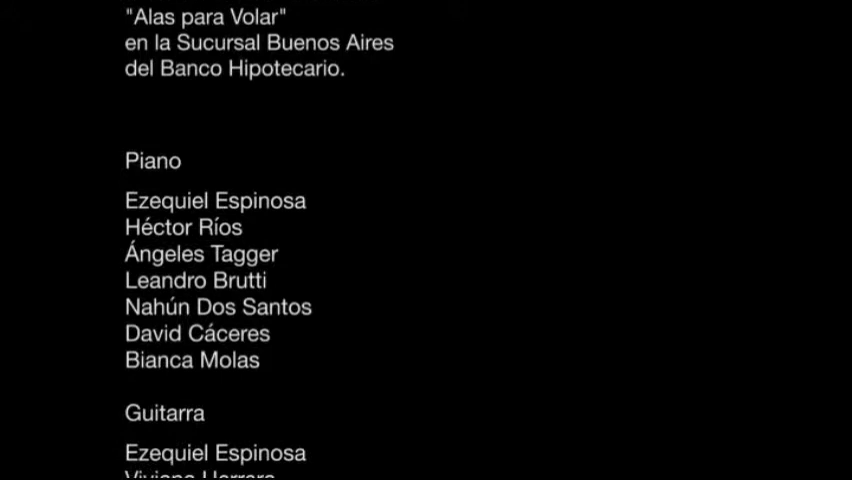 "Alas para Volar"
en la Sucursal Buenos Aires
del Banco Hipotecario.
Piano
Ezequiel Espinosa
Héctor Ríos
Ángeles Tagger
Leandro Brutti
Nahún Dos Santos
David Cáceres
Bianca Molas
Guitarra
Ezequiel Espinosa